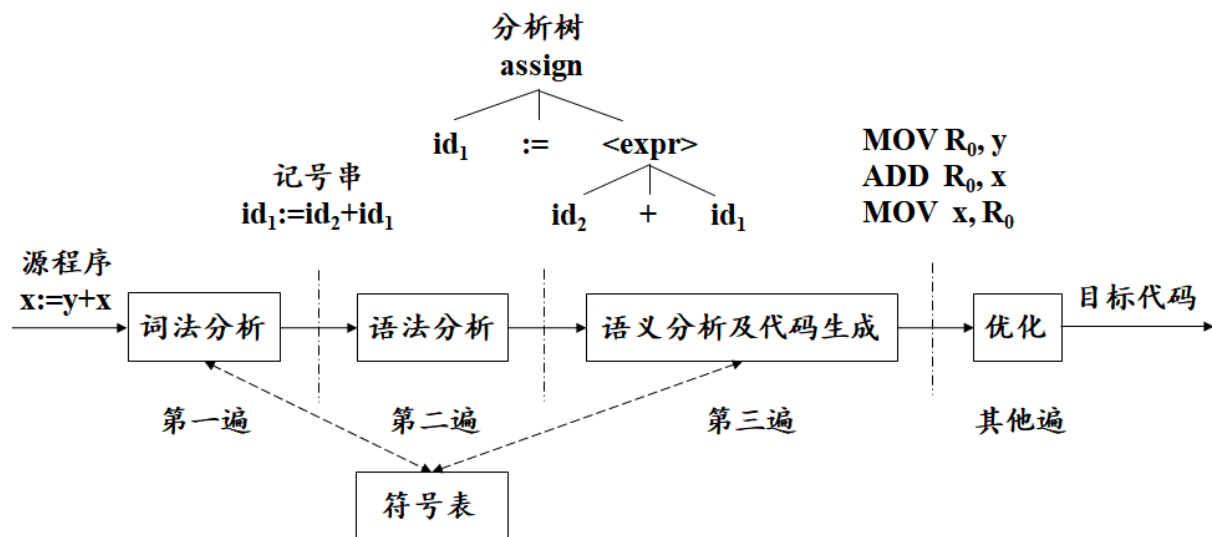 分析树
assign
id₁ := <expr>
id₂ + id₁
记号串
id₁:=id₂+id₁
MOV R₀, y
ADD R₀, x
MOV x, R₀
源程序
x:=y+x
词法分析
语法分析
语义分析及代码生成
优化
目标代码
第一遍
第二遍
第三遍
其他遍
符号表